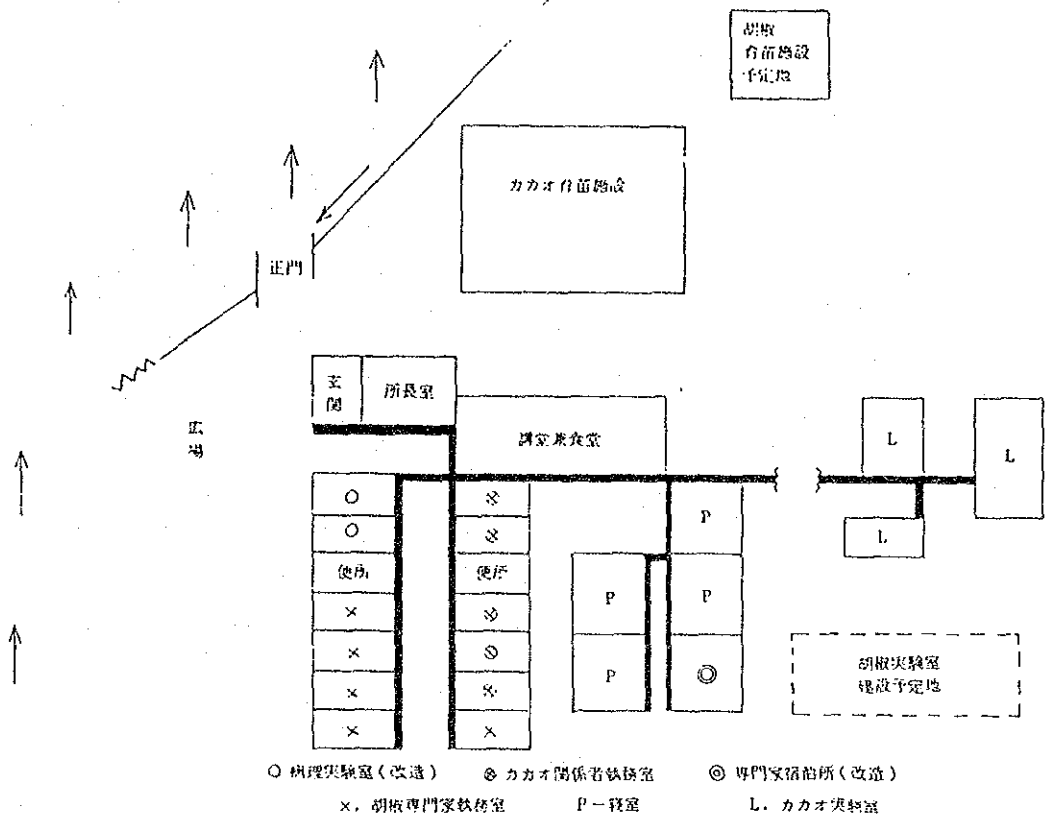 胡椒
育苗施設
予定地
カカオ育苗施設
正門
玄関
所長室
広場
講堂兼食堂
L
L
L
○
⊗
○
⊗
P
便所
便所
P
P
×
⊗
×
⊗
P
◎
×
⊗
×
×
胡椒実験室
建設予定地
○ 病理実験室(改造) ⊗ カカオ関係者執務室 ◎ 専門家宿泊所(改造)
×. 胡椒専門家執務室 P－寝室 L. カカオ実験室